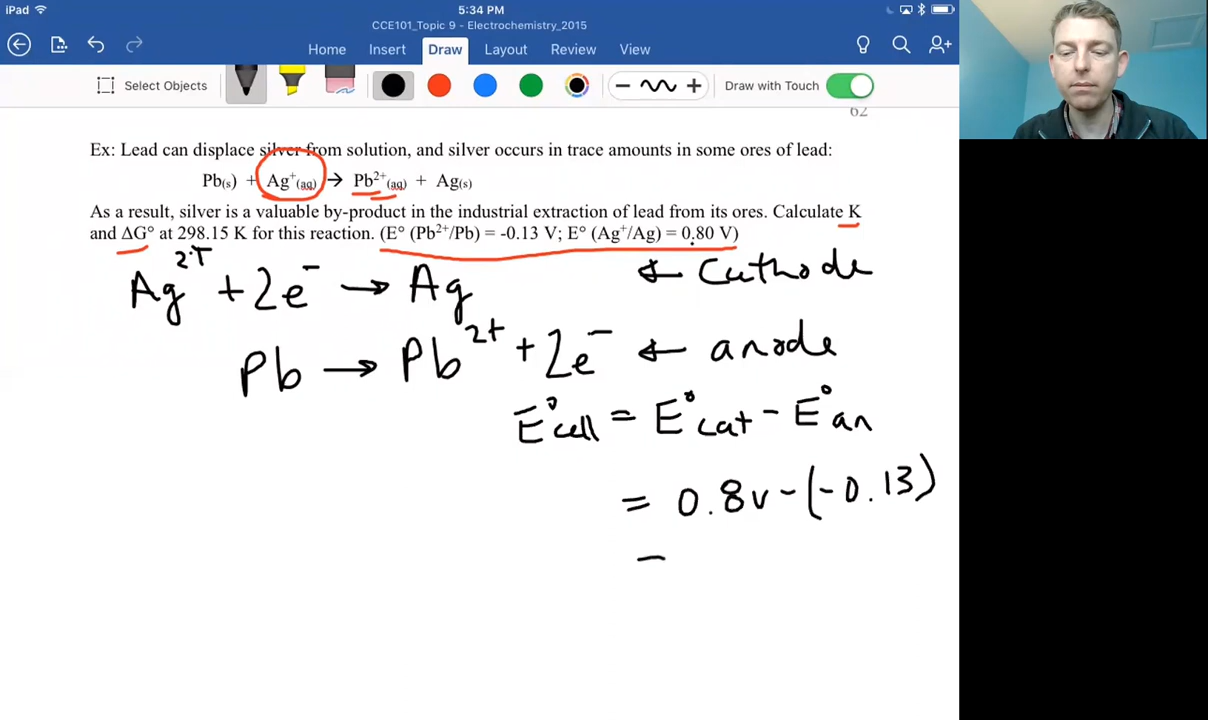 iPad 5:34 PM
CCE101_Topic 9 - Electrochemistry_2015
Home Insert Draw Layout Review View
Select Objects Draw with Touch
62
Ex: Lead can displace silver from solution, and silver occurs in trace amounts in some ores of lead:
Pb(s) + Ag⁺(aq) → Pb²⁺(aq) + Ag(s)
As a result, silver is a valuable by-product in the industrial extraction of lead from its ores. Calculate K
and ΔG° at 298.15 K for this reaction. (E° (Pb²⁺/Pb) = -0.13 V; E° (Ag⁺/Ag) = 0.80 V)
Ag²⁺ + 2e⁻ → Ag ← Cathode
Pb → Pb²⁺ + 2e⁻ ← anode
E°cell = E°cat - E°an
= 0.8v - (-0.13)